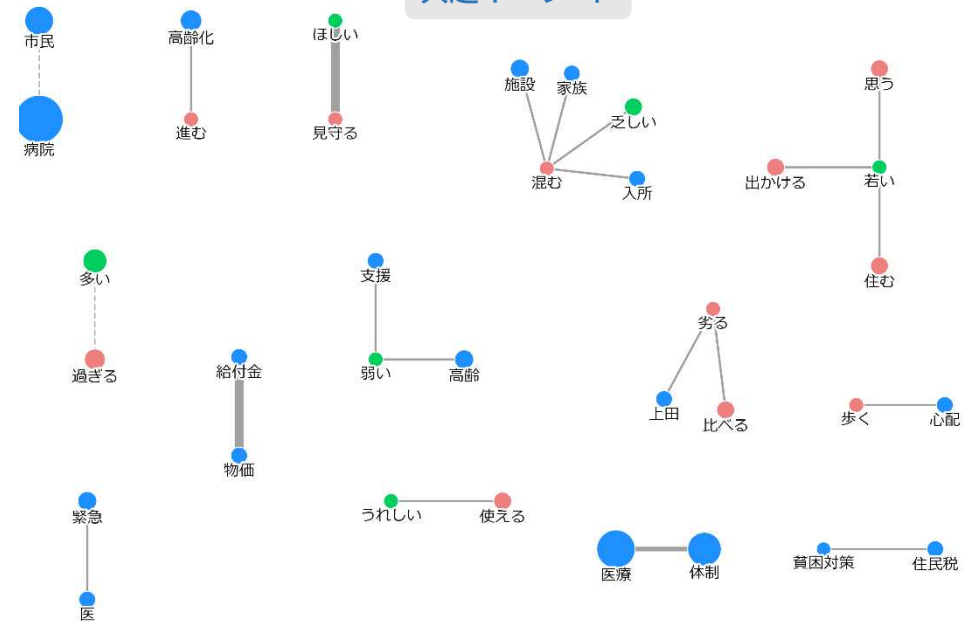 市民
高齢化
ほしい
病院
進む
見守る
施設
家族
乏しい
混む
入所
思う
出かける
若い
住む
多い
過ぎる
支援
弱い
高齢
給付金
物価
劣る
上田
比べる
歩く
心配
緊急
医
うれしい
使える
医療
体制
貧困対策
住民税